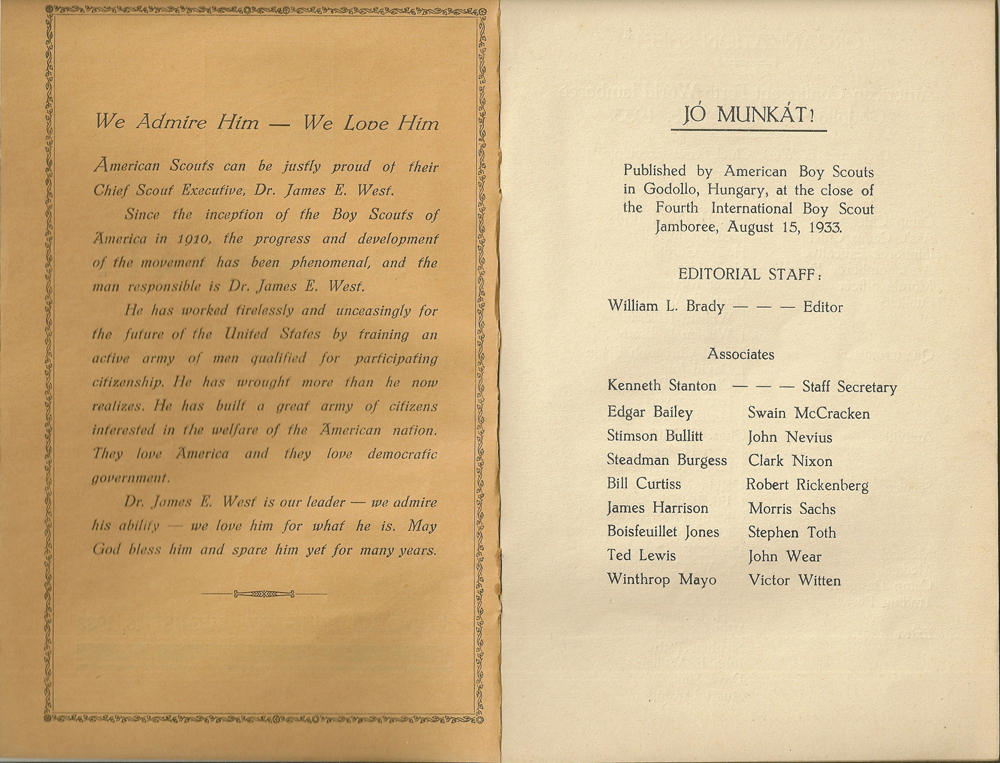 We Admire Him — We Love Him
American Scouts can be justly proud of their
Chief Scout Executive, Dr. James E. West.
Since the inception of the Boy Scouts of
America in 1910, the progress and development
of the movement has been phenomenal, and the
man responsible is Dr. James E. West.
He has worked tirelessly and unceasingly for
the future of the United States by training an
active army of men qualified for participating
citizenship. He has wrought more than he now
realizes. He has built a great army of citizens
interested in the welfare of the American nation.
They love America and they love democratic
government.
Dr. James E. West is our leader — we admire
his ability — we love him for what he is. May
God bless him and spare him yet for many years.
JÓ MUNKÁT!
Published by American Boy Scouts
in Godollo, Hungary, at the close of
the Fourth International Boy Scout
Jamboree, August 15, 1933.
EDITORIAL STAFF:
William L. Brady — — — Editor
Associates
Kenneth Stanton — — — Staff Secretary
Edgar Bailey Swain McCracken
Stimson Bullitt John Nevius
Steadman Burgess Clark Nixon
Bill Curtiss Robert Rickenberg
James Harrison Morris Sachs
Boisfeuillet Jones Stephen Toth
Ted Lewis John Wear
Winthrop Mayo Victor Witten